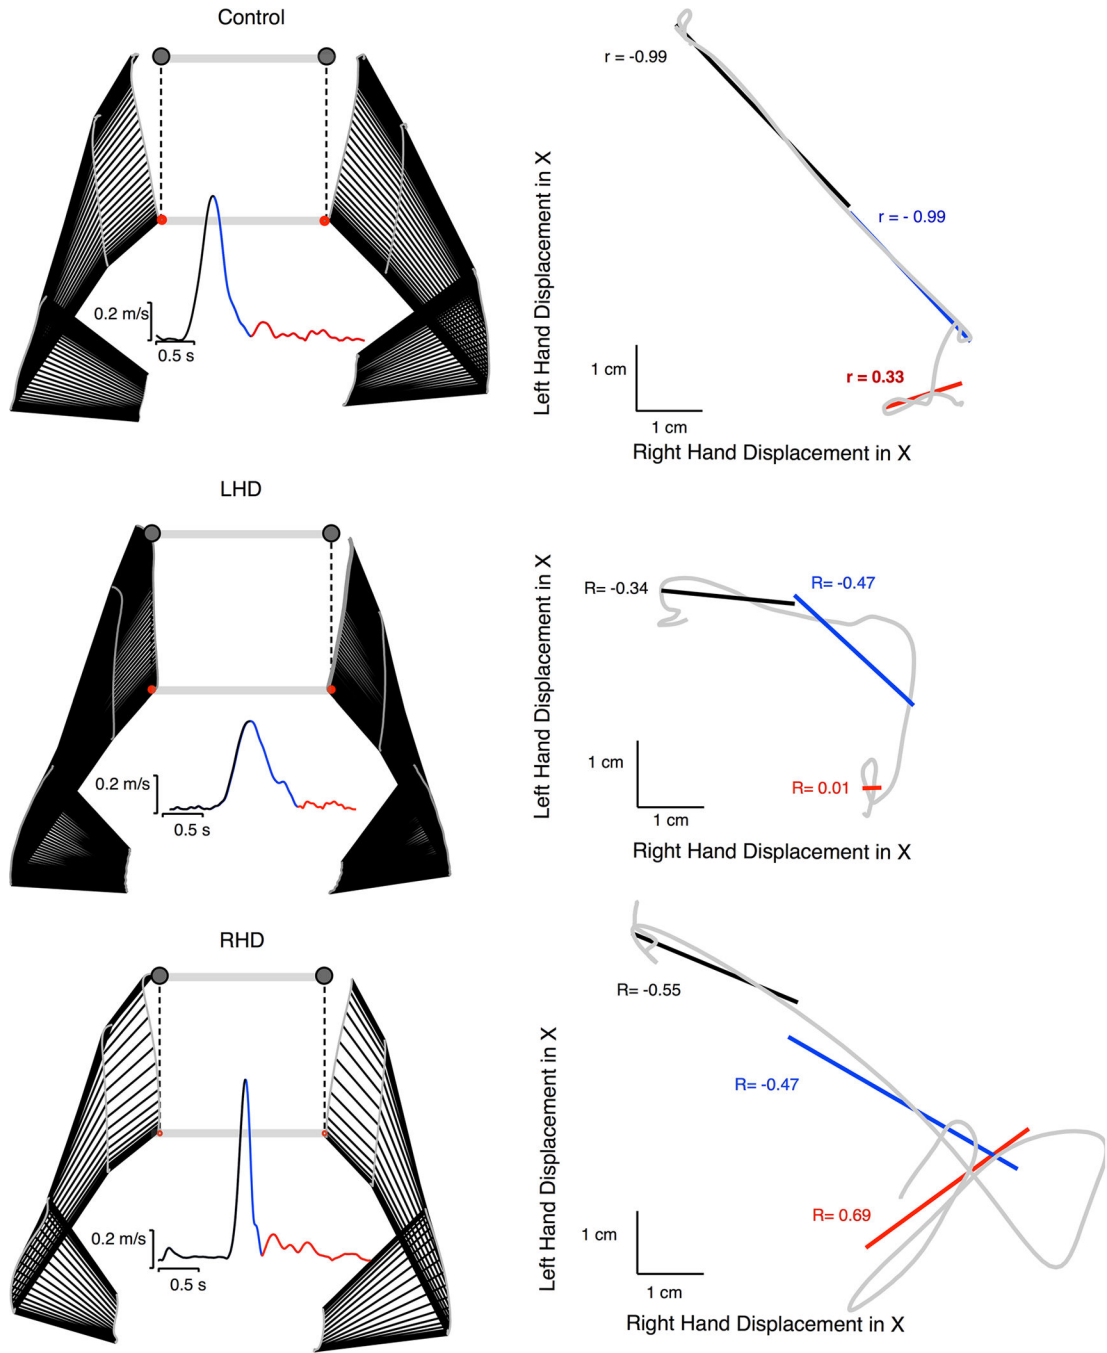 Control
0.2 m/s
0.5 s
r = -0.99
r = - 0.99
r = 0.33
1 cm
1 cm
Left Hand Displacement in X
Right Hand Displacement in X
LHD
0.2 m/s
0.5 s
R= -0.34
R= -0.47
R= 0.01
1 cm
1 cm
Left Hand Displacement in X
Right Hand Displacement in X
RHD
0.2 m/s
0.5 s
R= -0.55
R= -0.47
R= 0.69
1 cm
1 cm
Left Hand Displacement in X
Right Hand Displacement in X